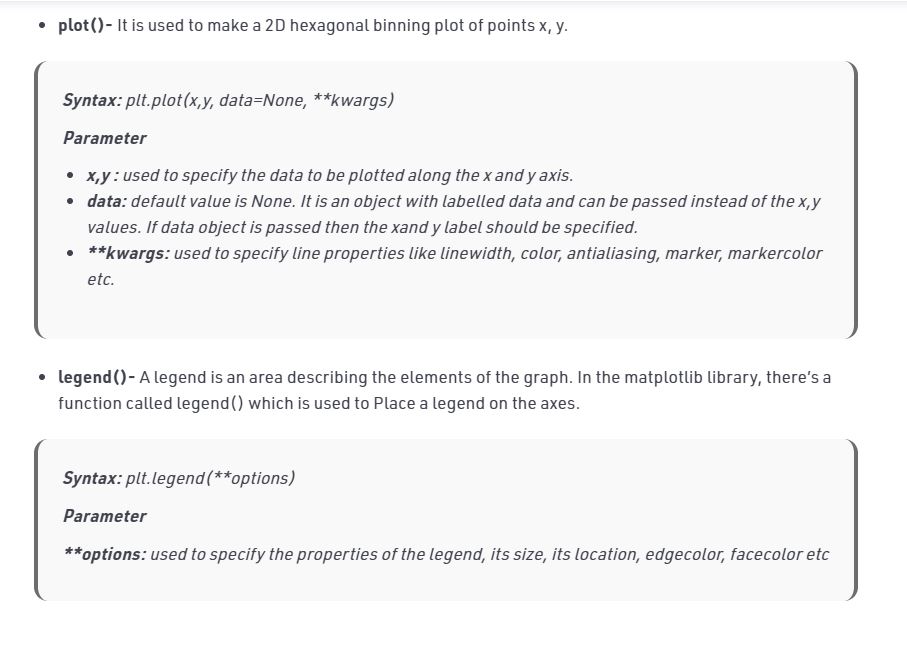 • plot()- It is used to make a 2D hexagonal binning plot of points x, y.
Syntax: plt.plot(x,y, data=None, **kwargs)
Parameter
• x,y : used to specify the data to be plotted along the x and y axis.
• data: default value is None. It is an object with labelled data and can be passed instead of the x,y
values. If data object is passed then the xand y label should be specified.
• **kwargs: used to specify line properties like linewidth, color, antialiasing, marker, markercolor
etc.
• legend()- A legend is an area describing the elements of the graph. In the matplotlib library, there's a
function called legend() which is used to Place a legend on the axes.
Syntax: plt.legend(**options)
Parameter
**options: used to specify the properties of the legend, its size, its location, edgecolor, facecolor etc